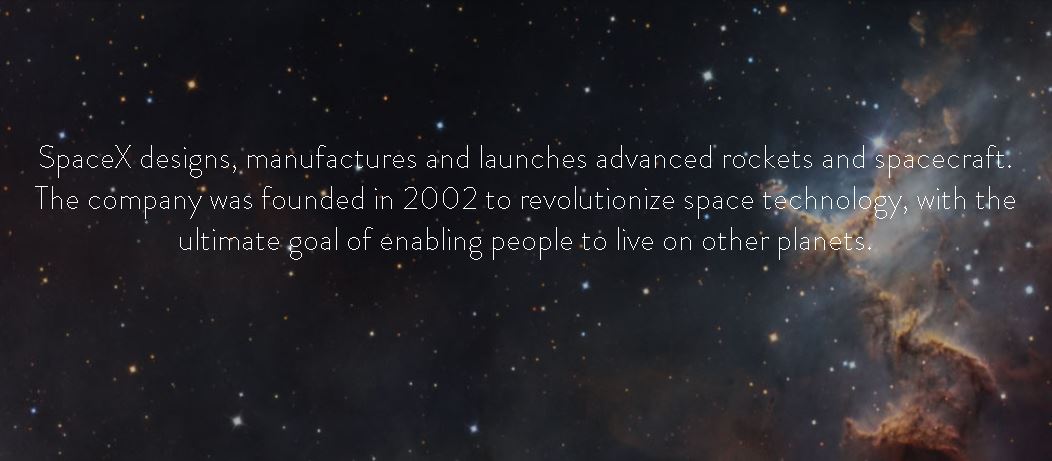 SpaceX designs, manufactures and launches advanced rockets and spacecraft.
The company was founded in 2002 to revolutionize space technology, with the
ultimate goal of enabling people to live on other planets.